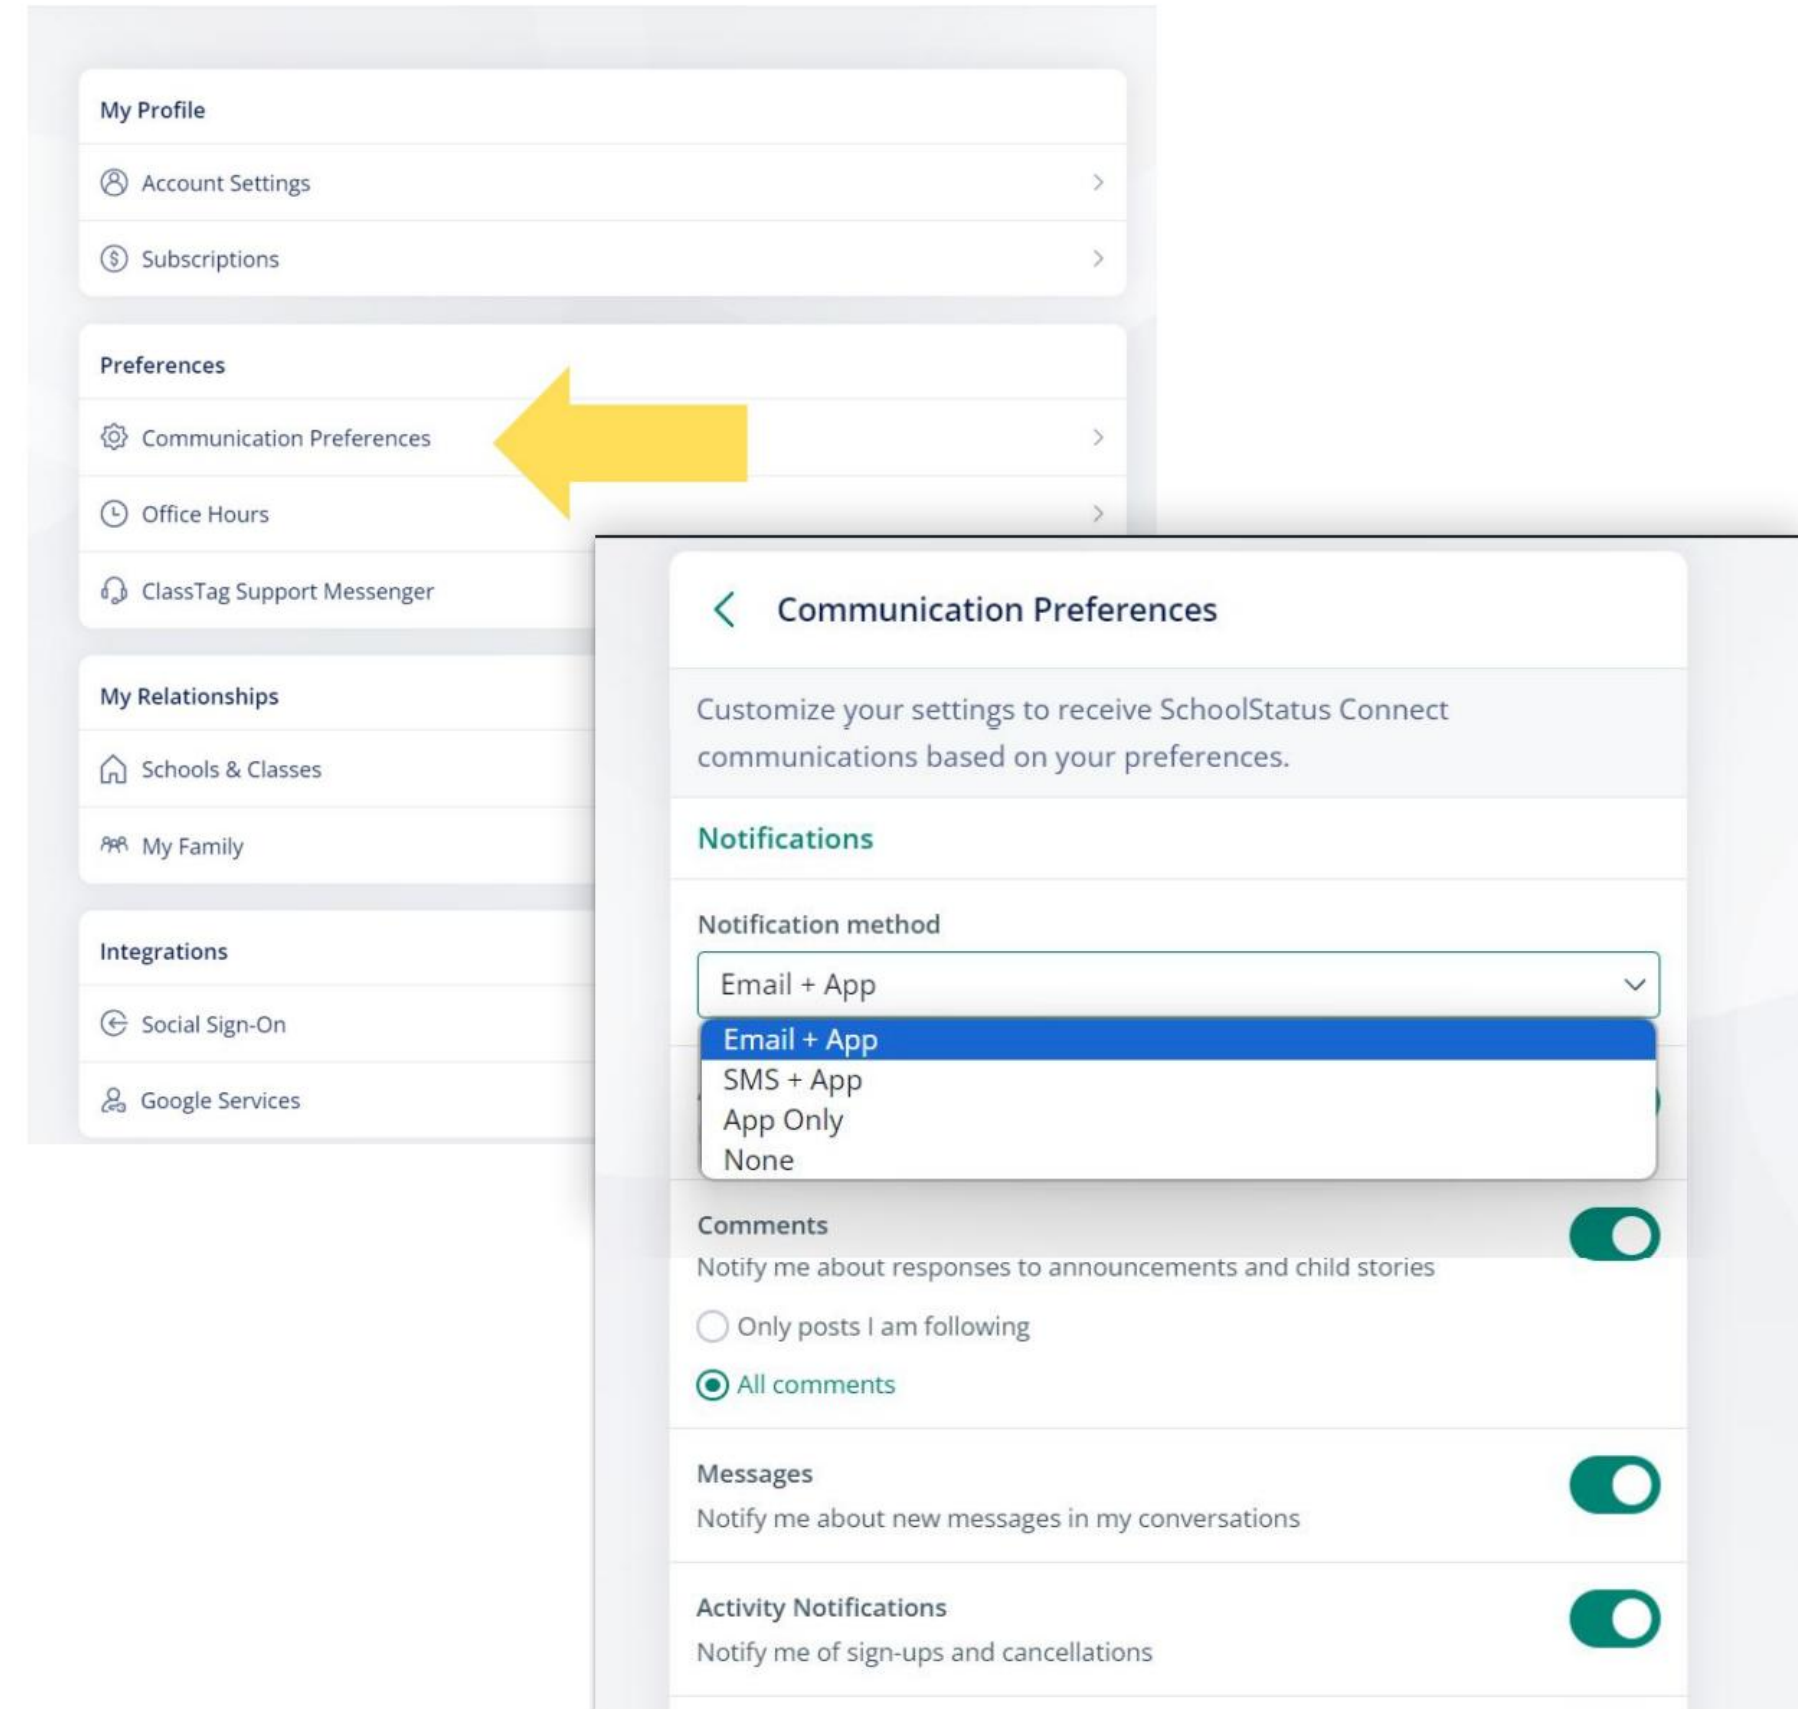 My Profile
Account Settings
Subscriptions
Preferences
Communication Preferences
Office Hours
ClassTag Support Messenger
My Relationships
Schools & Classes
My Family
Integrations
Social Sign-On
Google Services
Communication Preferences
Customize your settings to receive SchoolStatus Connect
communications based on your preferences.
Notifications
Notification method
Email + App
Email + App
SMS + App
App Only
None
Comments
Notify me about responses to announcements and child stories
Only posts I am following
All comments
Messages
Notify me about new messages in my conversations
Activity Notifications
Notify me of sign-ups and cancellations